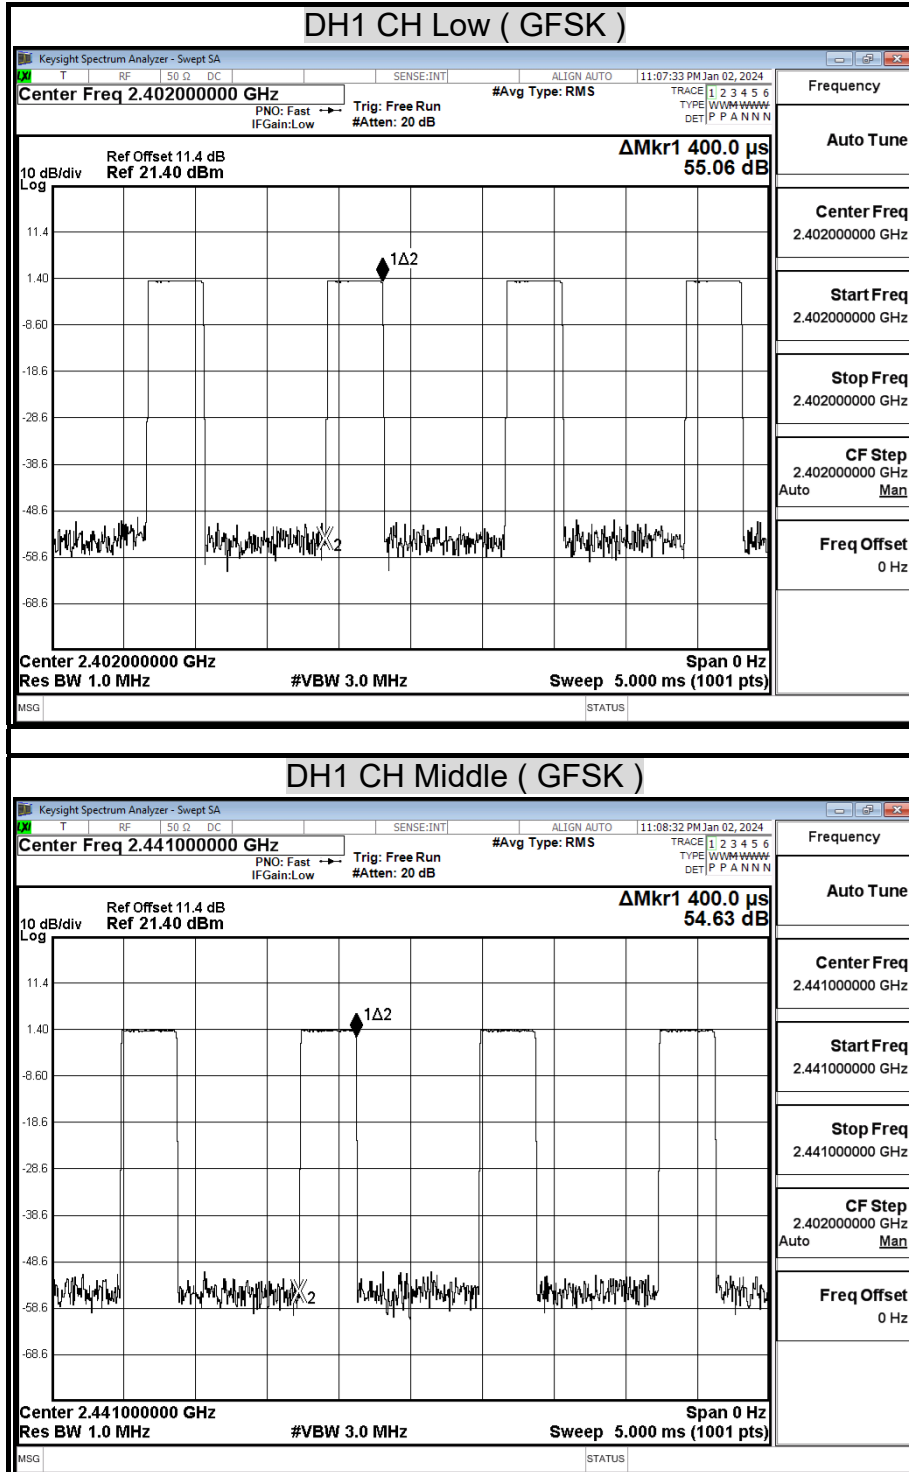 DH1 CH Low ( GFSK )
Keysight Spectrum Analyzer - Swept SA
LXI T RF 50 Ω DC SENSE:INT ALIGN AUTO 11:07:33 PM Jan 02, 2024
Center Freq 2.402000000 GHz #Avg Type: RMS TRACE 1 2 3 4 5 6
PNO: Fast Trig: Free Run TYPE WWMWWWW
IFGain:Low #Atten: 20 dB DET P P A N N N
Frequency
Auto Tune
ΔMkr1 400.0 µs
Ref Offset 11.4 dB
10 dB/div Ref 21.40 dBm 55.06 dB
Log
11.4
1.40
-8.60
-18.6
-28.6
-38.6
-48.6
-58.6
-68.6
1Δ2
2
Center Freq
2.402000000 GHz
Start Freq
2.402000000 GHz
Stop Freq
2.402000000 GHz
CF Step
2.402000000 GHz
Auto Man
Freq Offset
0 Hz
Center 2.402000000 GHz Span 0 Hz
Res BW 1.0 MHz #VBW 3.0 MHz Sweep 5.000 ms (1001 pts)
MSG STATUS
DH1 CH Middle ( GFSK )
Keysight Spectrum Analyzer - Swept SA
LXI T RF 50 Ω DC SENSE:INT ALIGN AUTO 11:08:32 PM Jan 02, 2024
Center Freq 2.441000000 GHz #Avg Type: RMS TRACE 1 2 3 4 5 6
PNO: Fast Trig: Free Run TYPE WWMWWWW
IFGain:Low #Atten: 20 dB DET P P A N N N
Frequency
Auto Tune
ΔMkr1 400.0 µs
Ref Offset 11.4 dB
10 dB/div Ref 21.40 dBm 54.63 dB
Log
11.4
1.40
-8.60
-18.6
-28.6
-38.6
-48.6
-58.6
-68.6
1Δ2
2
Center Freq
2.441000000 GHz
Start Freq
2.441000000 GHz
Stop Freq
2.441000000 GHz
CF Step
2.402000000 GHz
Auto Man
Freq Offset
0 Hz
Center 2.441000000 GHz Span 0 Hz
Res BW 1.0 MHz #VBW 3.0 MHz Sweep 5.000 ms (1001 pts)
MSG STATUS